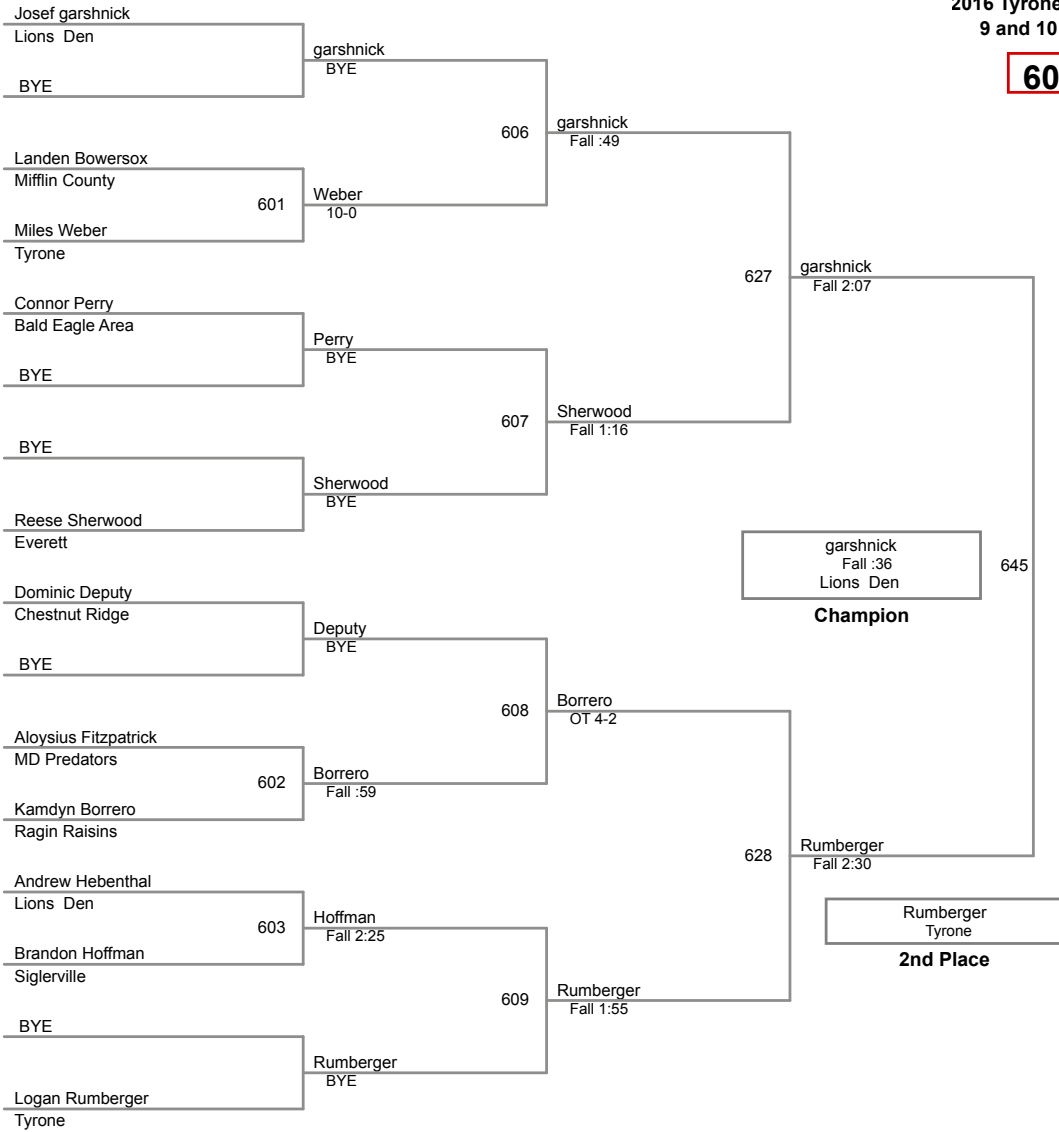 2016 Tyrone
9 and 10
60
Josef garshnick
Lions Den
BYE
Landen Bowersox
Mifflin County
601
Miles Weber
Tyrone
Connor Perry
Bald Eagle Area
BYE
BYE
Reese Sherwood
Everett
Dominic Deputy
Chestnut Ridge
BYE
Aloysius Fitzpatrick
MD Predators
602
Kamdyn Borrero
Ragin Raisins
Andrew Hebenthal
Lions Den
603
Brandon Hoffman
Siglerville
BYE
Logan Rumberger
Tyrone
garshnick
BYE
606
Weber
10-0
Perry
BYE
607
Sherwood
BYE
Deputy
BYE
608
Borrero
Fall :59
Hoffman
Fall 2:25
609
Rumberger
BYE
garshnick
Fall :49
627
Sherwood
Fall 1:16
Borrero
OT 4-2
628
Rumberger
Fall 1:55
garshnick
Fall 2:07
645
Rumberger
Fall 2:30
garshnick
Fall :36
Lions Den
Champion
Rumberger
Tyrone
2nd Place